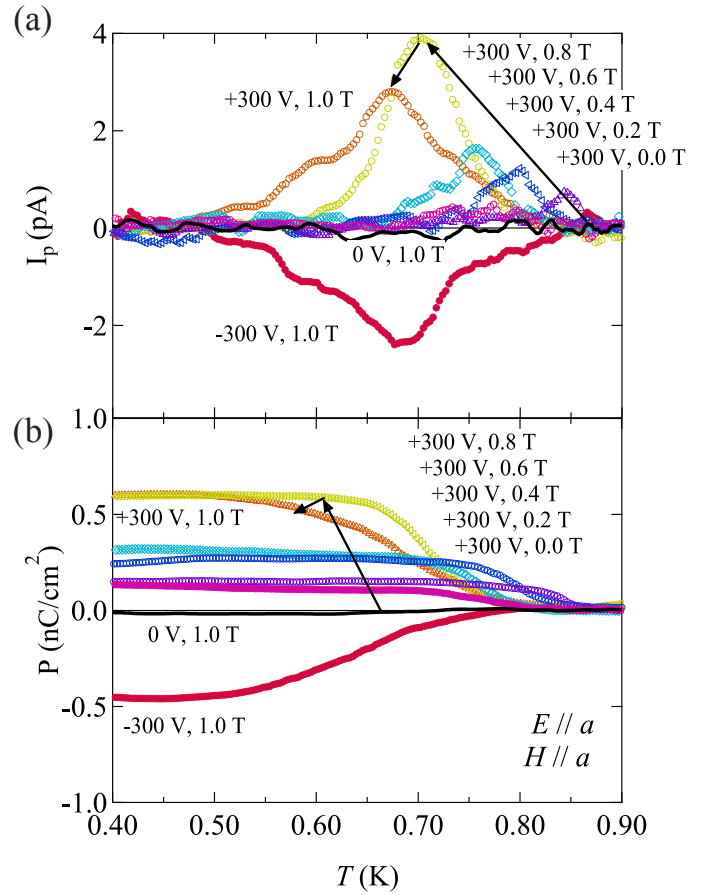 (a)
4
2
0
-2
I_p (pA)
+300 V, 0.8 T
+300 V, 0.6 T
+300 V, 0.4 T
+300 V, 0.2 T
+300 V, 0.0 T
+300 V, 1.0 T
0 V, 1.0 T
-300 V, 1.0 T
(b)
1.0
0.5
0.0
-0.5
-1.0
P (nC/cm²)
+300 V, 0.8 T
+300 V, 0.6 T
+300 V, 0.4 T
+300 V, 0.2 T
+300 V, 0.0 T
+300 V, 1.0 T
0 V, 1.0 T
-300 V, 1.0 T
E // a
H // a
0.40 0.50 0.60 0.70 0.80 0.90
T (K)